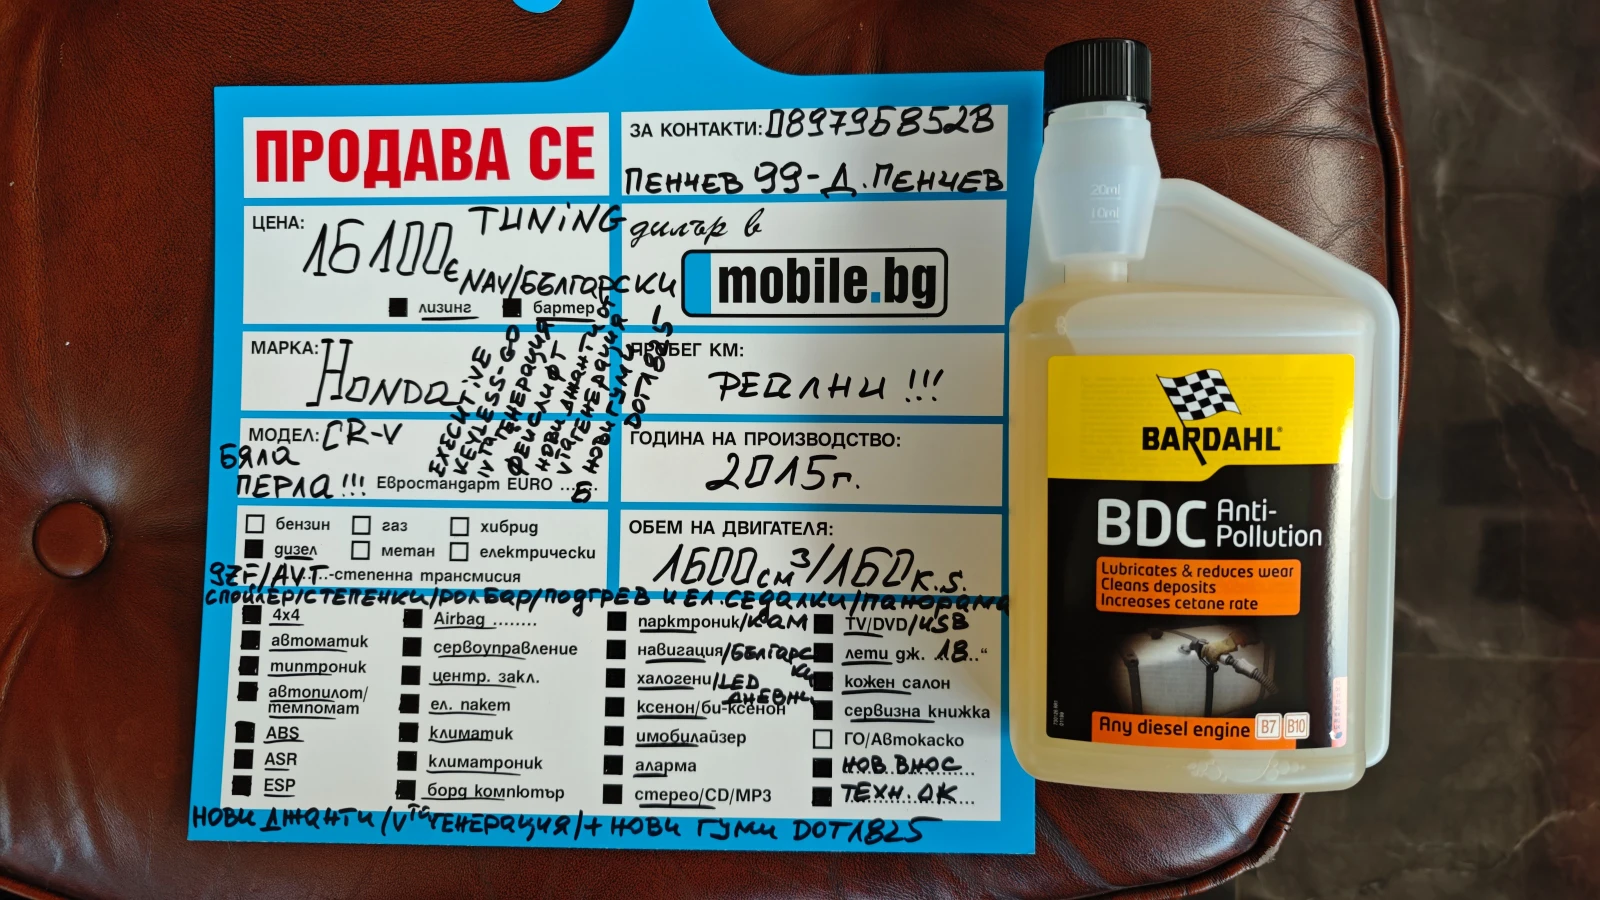 ПРОДАВА СЕ
ЗА КОНТАКТИ: 0897968528
ПЕНЧЕВ 99-Д.ПЕНЧЕВ
ЦЕНА: 16100€
TUNiNG
NAV/БЪЛГАРСКИ
лизинг бартер
дилър в
mobile.bg
МАРКА: HONDA
EXECUTiVE
KEYLESS-GO
IVта ГЕНЕРАЦИЯ
ФЕЙСЛИФТ
НОВИ ДЖАНТИ ОТ
Vта ГЕНЕРАЦИЯ
НОВИ ГУМИ
DOT1825
ПРОБЕГ КМ:
РЕАЛНИ !!!
МОДЕЛ: CR-V
БЯЛА
ПЕРЛА!!!
Евростандарт EURO ...6
ГОДИНА НА ПРОИЗВОДСТВО:
2015г.
бензин газ хибрид
дизел метан електрически
9ZF/AVT...-степенна трансмисия
ОБЕМ НА ДВИГАТЕЛЯ:
1600см³/160к.s.
СПОЙЛЕР/СТЕПЕНКИ/РОЛБАР/ПОДГРЕВ И ЕЛ.СЕДАЛКИ/ПАНОРАМА
4x4 Airbag ........ парктроник/КАМ TV/DVD/USB
автоматик сервоуправление навигация/БЪЛГАРСКИ лети дж. .18..“
типтроник центр. закл. халогени/LED ДНЕВНИ кожен салон
автопилот/
темпомат ел. пакет ксенон/би-ксенон сервизна книжка
ABS климатик имобилайзер ГО/Автокаско
ASR климатроник аларма НОВ ВНОС
ESP борд компютър стерео/CD/MP3 ТЕХН. ОК
НОВИ ДЖАНТИ/Vта ГЕНЕРАЦИЯ/+ НОВИ ГУМИ DOT1825
20ml
10ml
BARDAHL
BDC Anti-
Pollution
Lubricates & reduces wear
Cleans deposits
Increases cetane rate
Any diesel engine B7 B10